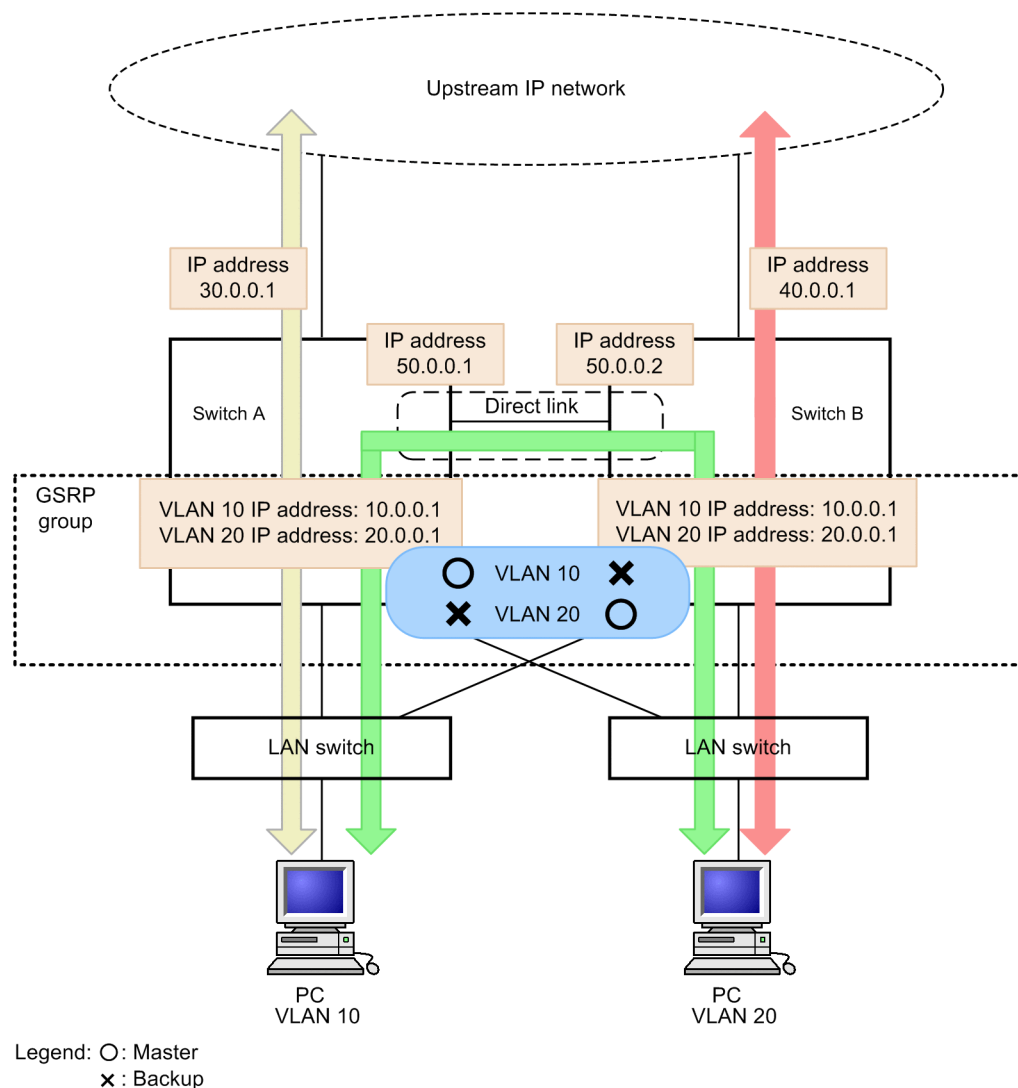 Upstream IP network
IP address
30.0.0.1
IP address
40.0.0.1
IP address
50.0.0.1
IP address
50.0.0.2
Switch A
Direct link
Switch B
GSRP
group
VLAN 10 IP address: 10.0.0.1
VLAN 20 IP address: 20.0.0.1
VLAN 10 IP address: 10.0.0.1
VLAN 20 IP address: 20.0.0.1
VLAN 10
VLAN 20
LAN switch
LAN switch
PC
VLAN 10
PC
VLAN 20
Legend: : Master
: Backup